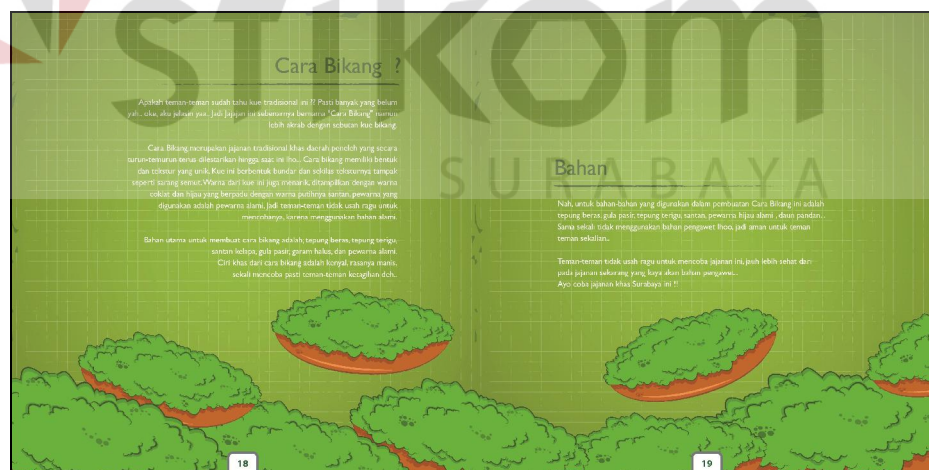 STIKOM
SURABAYA
Cara Bikang ?
Apakah teman-teman sudah tahu kue tradisional ini ?? Pasti banyak yang belum
yah.. oke, aku jelasin yaa.. Jadi Jajajan ini sebenarnya bernama "Cara Bikang" namun
lebih akrab dengan sebutan kue bikang.
Cara Bikang merupakan jajanan tradisional khas daerah peneleh yang secara
turun-temurun terus dilestarikan hingga saat ini lho... Cara bikang memiliki bentuk
dan tekstur yang unik. Kue ini berbentuk bundar dan sekilas teksturnya tampak
seperti sarang semut. Warna dari kue ini juga menarik, ditampilkan dengan warna
coklat dan hijau yang berpadu dengan warna putihnya santan, pewarna yang
digunakan adalah pewarna alami. Jadi teman-teman tidak usah ragu untuk
mencobanya, karena menggunakan bahan alami.
Bahan utama untuk membuat cara bikang adalah; tepung beras, tepung terigu,
santan kelapa, gula pasir, garam halus, dan pewarna alami.
Ciri khas dari cara bikang adalah kenyal, rasanya manis,
sekali mencoba pasti teman-teman ketagihan deh..
18
Bahan
Nah, untuk bahan-bahan yang digunakan dalam pembuatan Cara Bikang ini adalah
tepung beras, gula pasir, tepung terigu, santan, pewarna hijau alami , daun pandan...
Sama sekali tidak menggunakan bahan pengawet lhoo, jadi aman untuk teman
teman sekalian..
Teman-teman tidak usah ragu untuk mencoba jajanan ini, jauh lebih sehat dari
pada jajanan sekarang yang kaya akan bahan pengawet...
Ayo coba jajanan khas Surabaya ini !!!
19